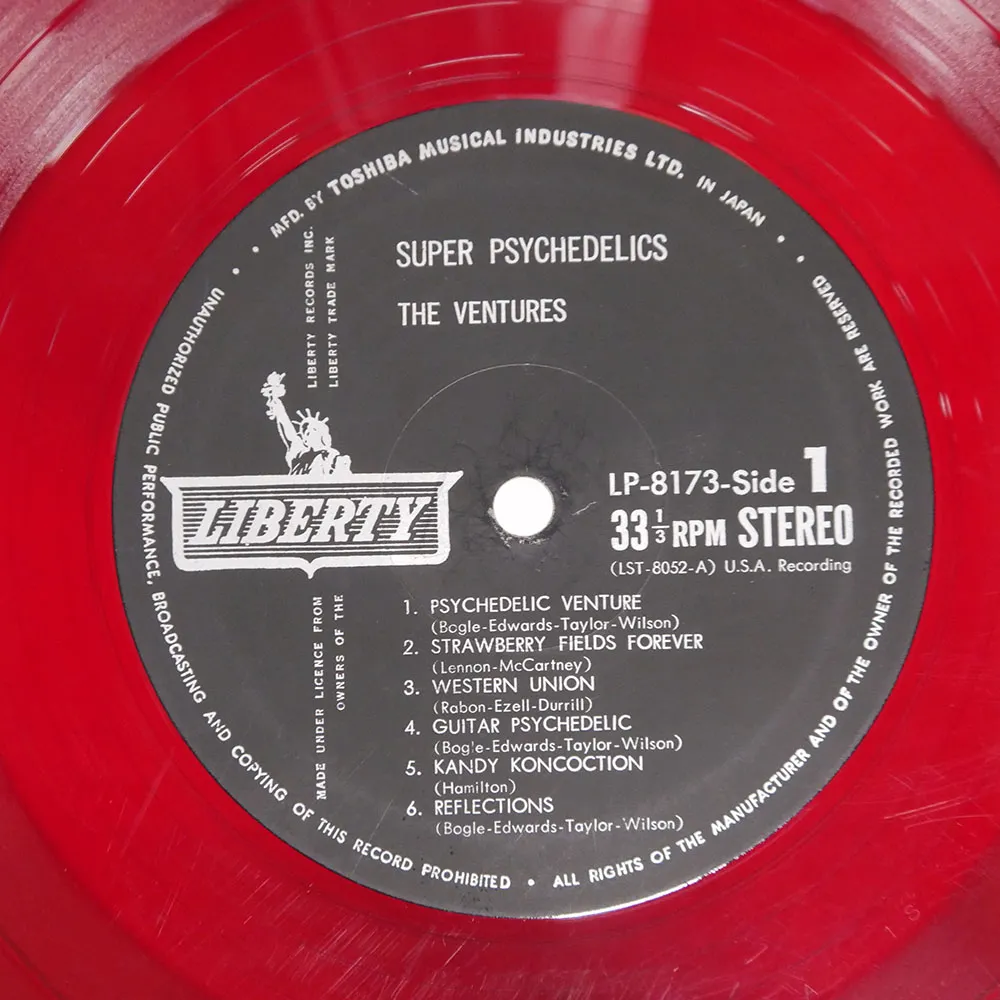 • MFD. BY TOSHIBA MUSICAL INDUSTRIES LTD. IN JAPAN •
SUPER PSYCHEDELICS
THE VENTURES
LIBERTY RECORDS INC.
LIBERTY TRADE MARK
LIBERTY
MADE UNDER LICENCE FROM
OWNERS OF THE
LP-8173-Side 1
33 1/3 RPM STEREO
(LST-8052-A) U.S.A. Recording
1. PSYCHEDELIC VENTURE
(Bogle-Edwards-Taylor-Wilson)
2. STRAWBERRY FIELDS FOREVER
(Lennon-McCartney)
3. WESTERN UNION
(Rabon-Ezell-Durrill)
4. GUITAR PSYCHEDELIC
(Bogle-Edwards-Taylor-Wilson)
5. KANDY KONCOCTION
(Hamilton)
6. REFLECTIONS
(Bogle-Edwards-Taylor-Wilson)
• UNAUTHORIZED PUBLIC PERFORMANCE, BROADCASTING AND COPYING OF THIS RECORD PROHIBITED • ALL RIGHTS OF THE MANUFACTURER AND OF THE OWNER OF THE RECORDED WORK ARE RESERVED •